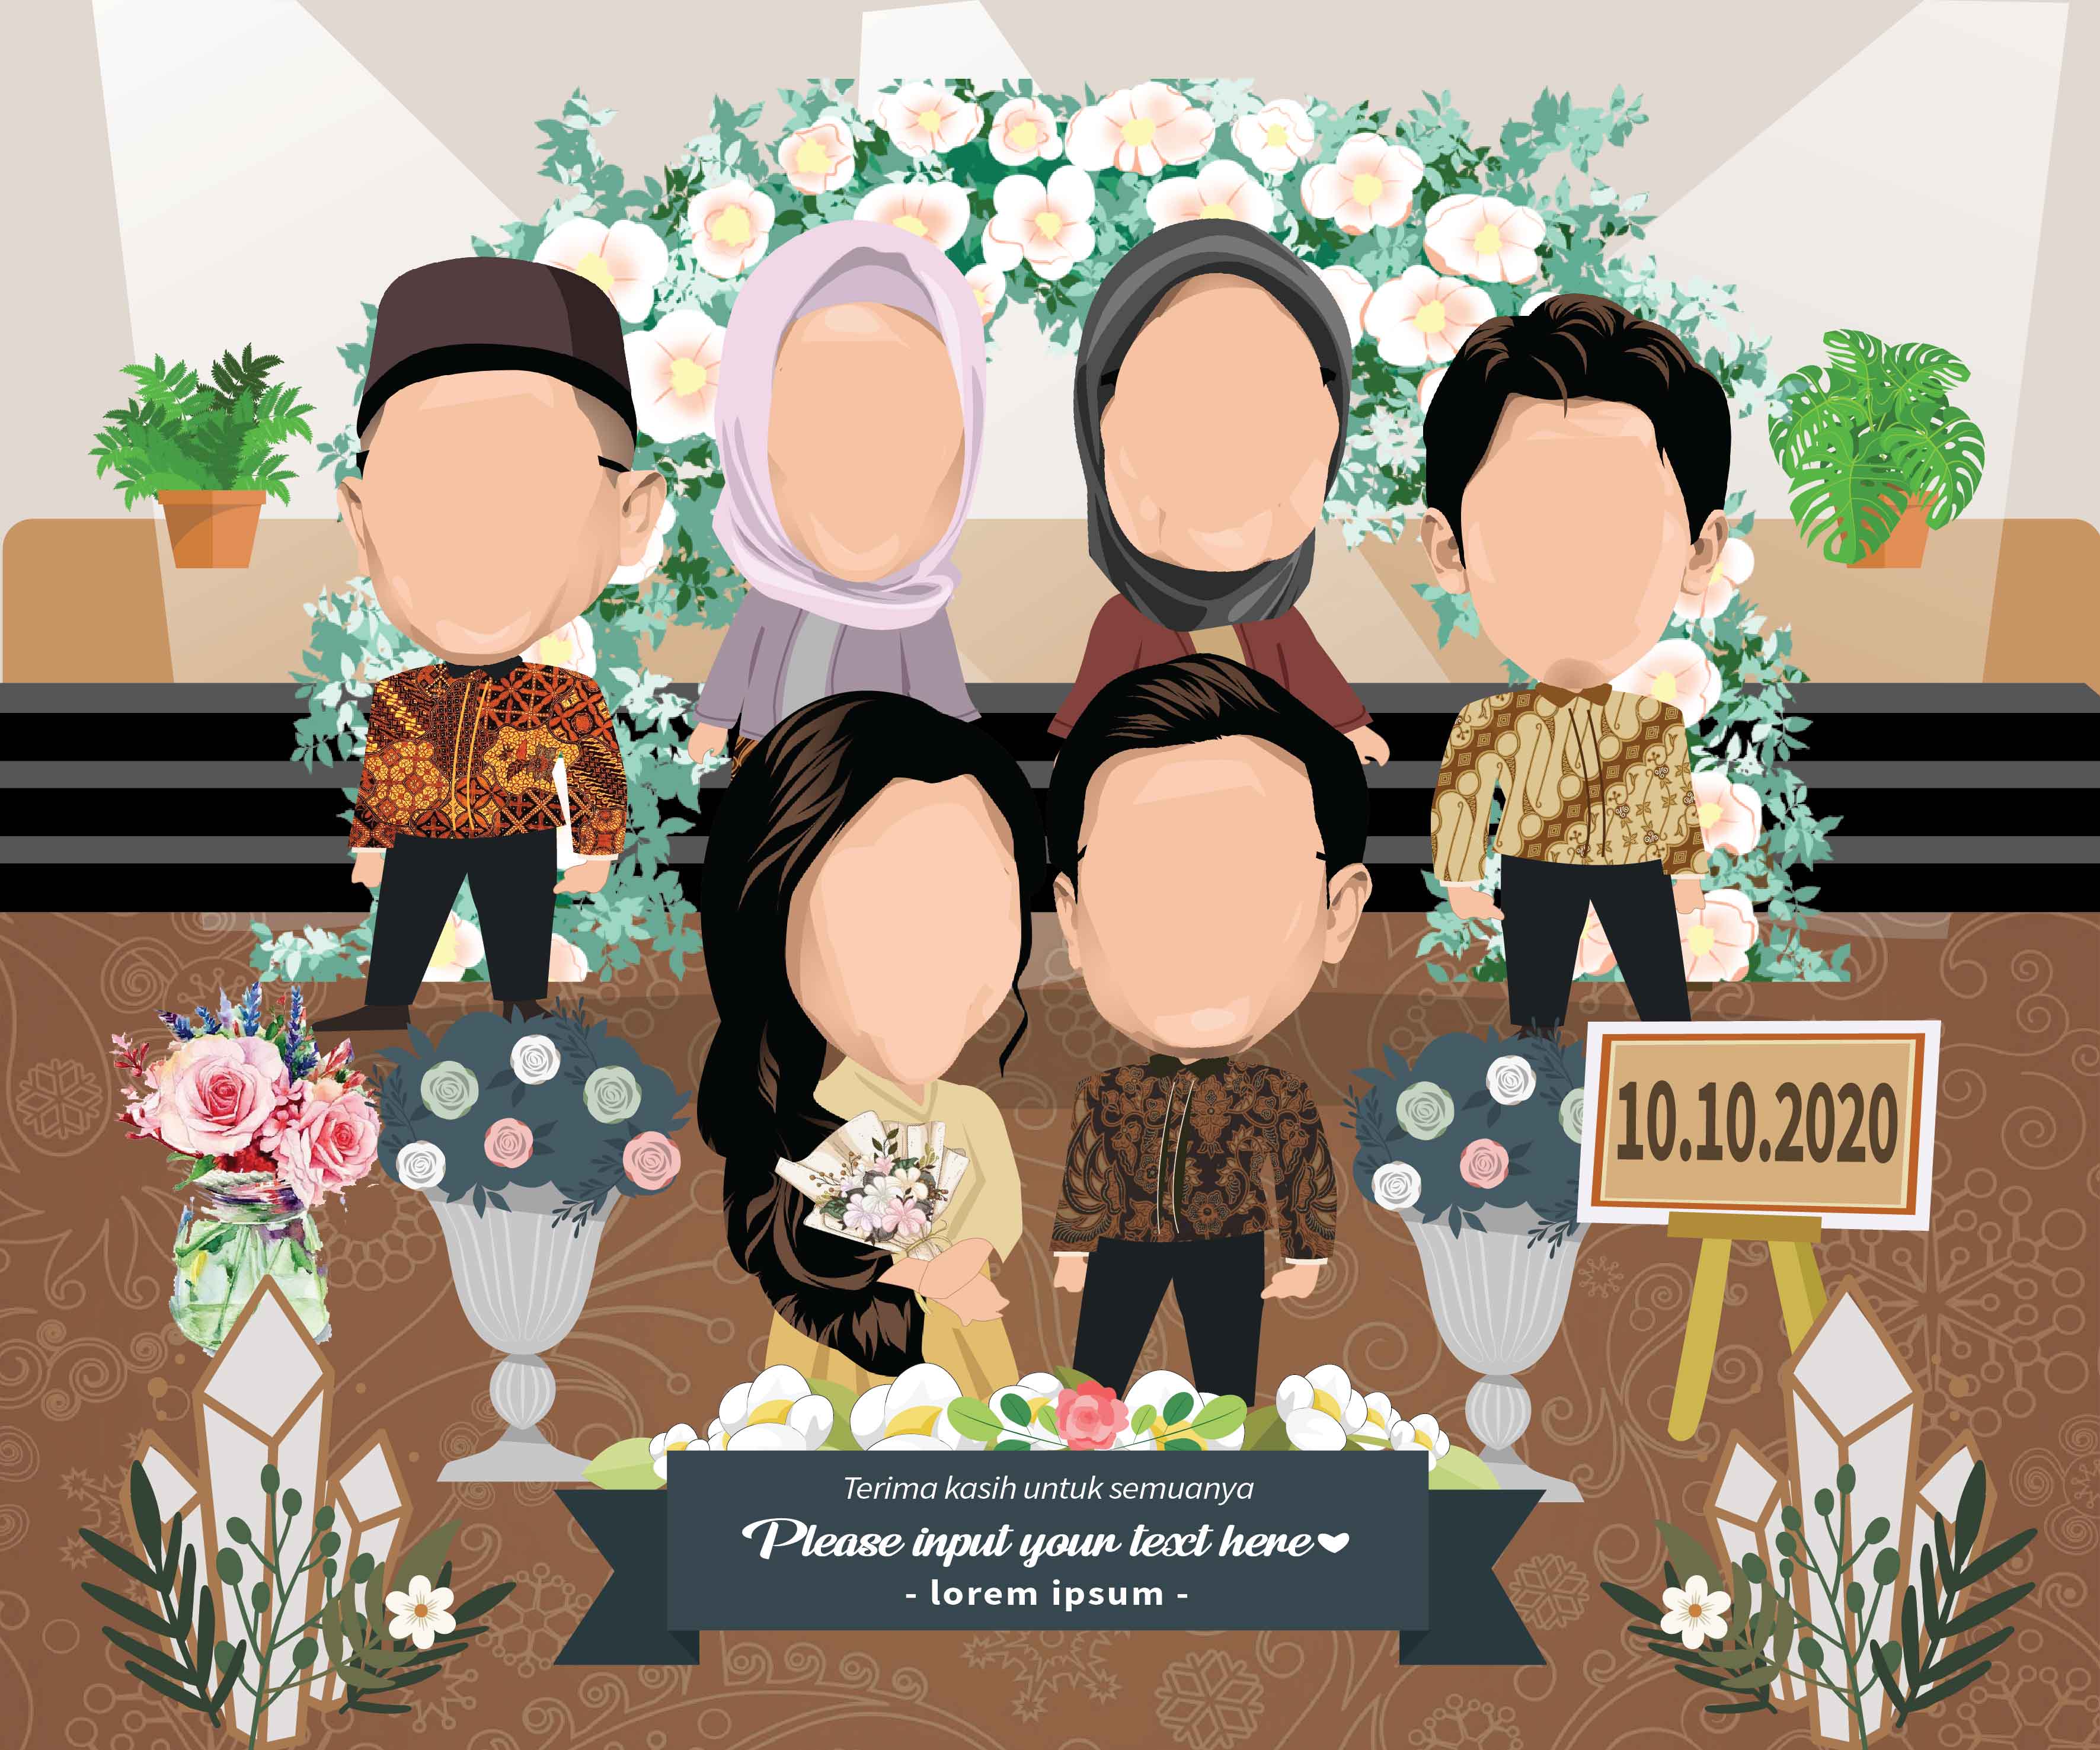 10.10.2020
Terima kasih untuk semuanya
Please input your text here
- lorem ipsum -